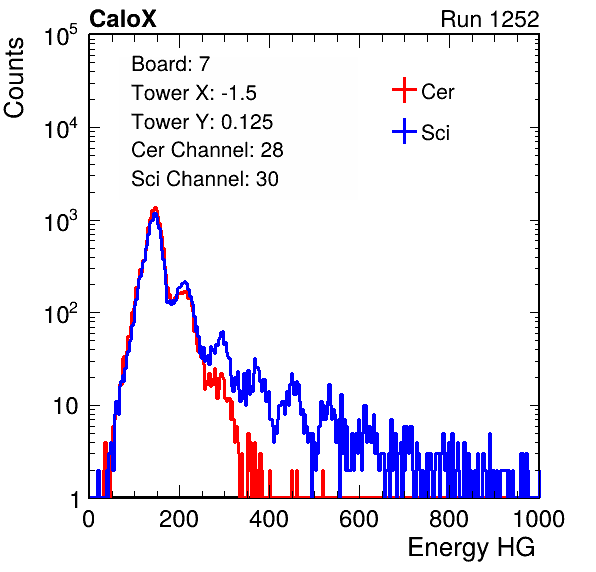 CaloX Run 1252
Counts
10^5
10^4
10^3
10^2
10
1
Board: 7
Tower X: -1.5
Tower Y: 0.125
Cer Channel: 28
Sci Channel: 30
Cer
Sci
0 200 400 600 800 1000
Energy HG